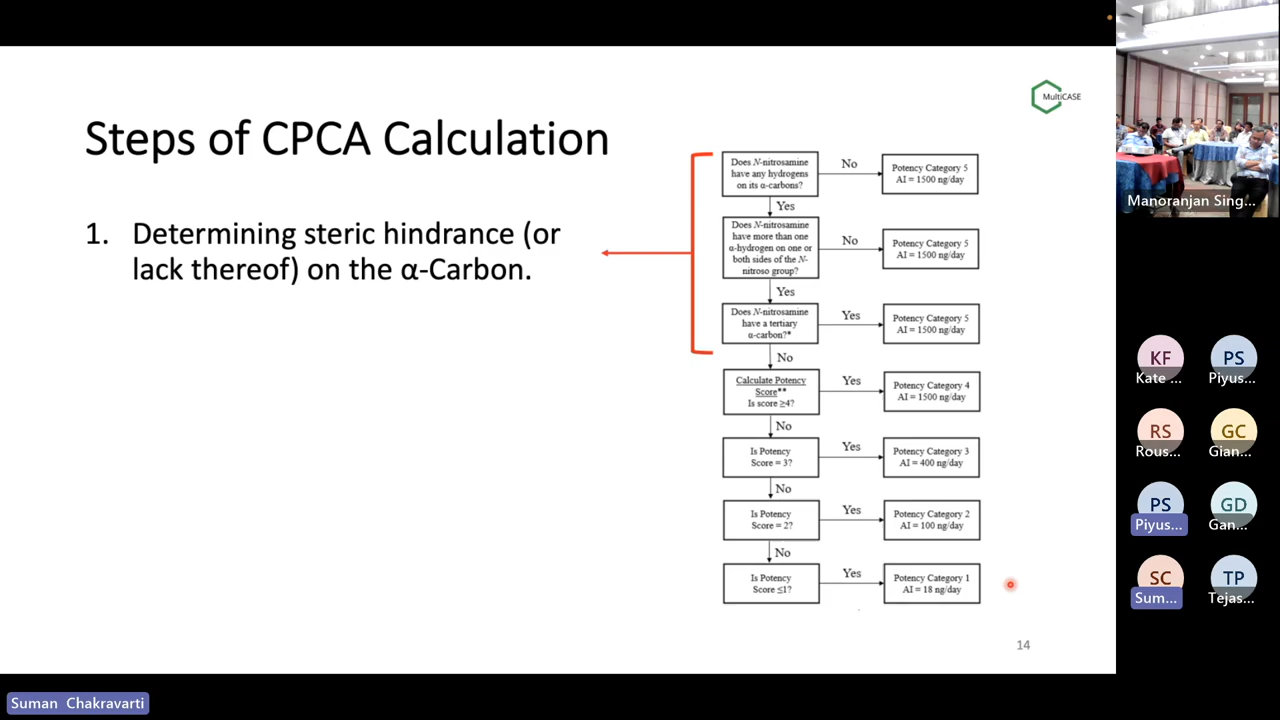 MultiCASE
Steps of CPCA Calculation
1. Determining steric hindrance (or
lack thereof) on the α-Carbon.
Does N-nitrosamine
have any hydrogens
on its α-carbons?
No
Potency Category 5
AI = 1500 ng/day
Yes
Does N-nitrosamine
have more than one
α-hydrogen on one or
both sides of the N-
nitroso group?
No
Potency Category 5
AI = 1500 ng/day
Yes
Does N-nitrosamine
have a tertiary
α-carbon?*
Yes
Potency Category 5
AI = 1500 ng/day
No
Calculate Potency
Score**
Is score ≥4?
Yes
Potency Category 4
AI = 1500 ng/day
No
Is Potency
Score = 3?
Yes
Potency Category 3
AI = 400 ng/day
No
Is Potency
Score = 2?
Yes
Potency Category 2
AI = 100 ng/day
No
Is Potency
Score ≤1?
Yes
Potency Category 1
AI = 18 ng/day
14
Suman Chakravarti
Manoranjan Sing...
KF
Kate ...
PS
Piyus...
RS
Rous...
GC
Gian...
PS
Piyus...
GD
Gan...
SC
Sum...
TP
Tejas...